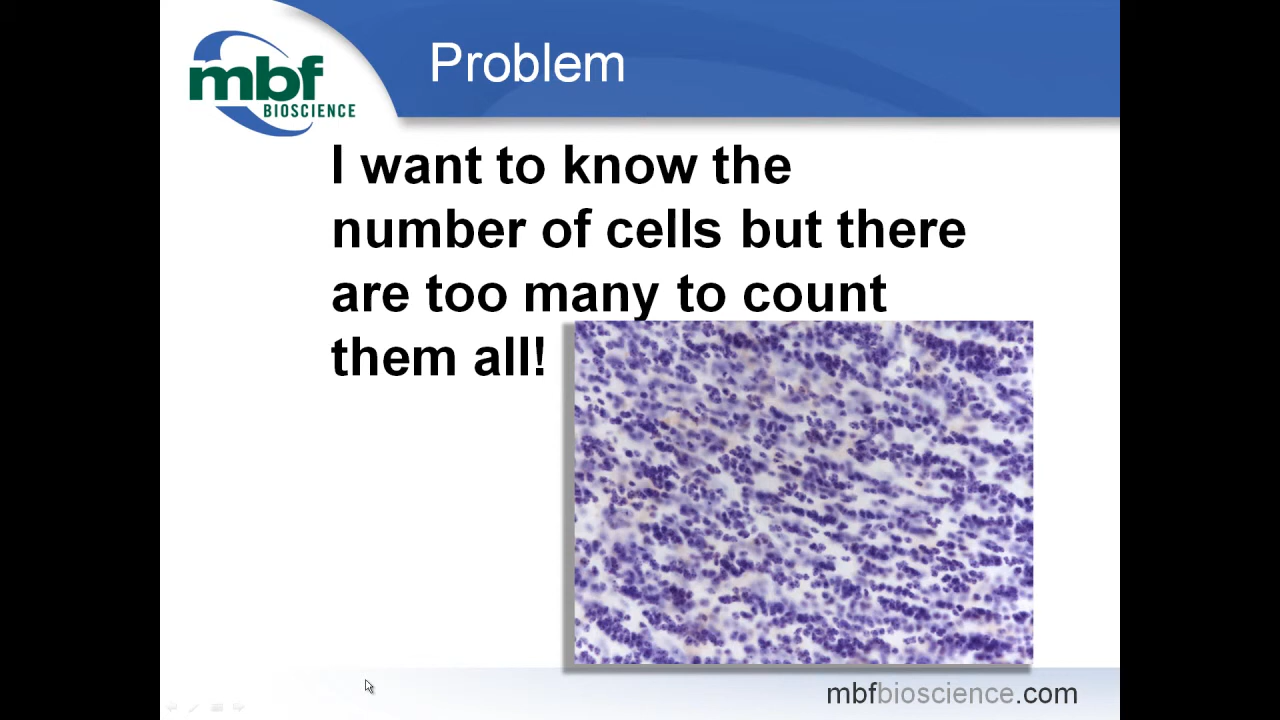 mbf
BIOSCIENCE
Problem
I want to know the
number of cells but there
are too many to count
them all!
mbfbioscience.com